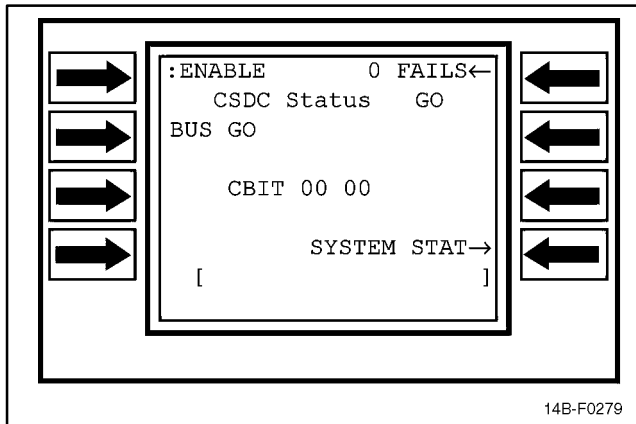 :ENABLE 0 FAILS←
CSDC Status GO
BUS GO
CBIT 00 00
SYSTEM STAT→
[ ]
14B-F0279